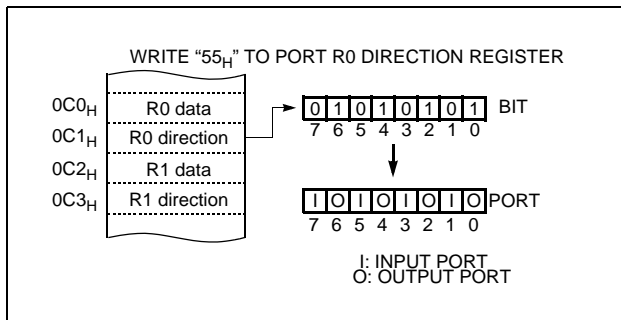 WRITE “55H” TO PORT R0 DIRECTION REGISTER
0C0H R0 data
0C1H R0 direction
0C2H R1 data
0C3H R1 direction
0 1 0 1 0 1 0 1 BIT
7 6 5 4 3 2 1 0
I O I O I O I O PORT
7 6 5 4 3 2 1 0
I: INPUT PORT
O: OUTPUT PORT